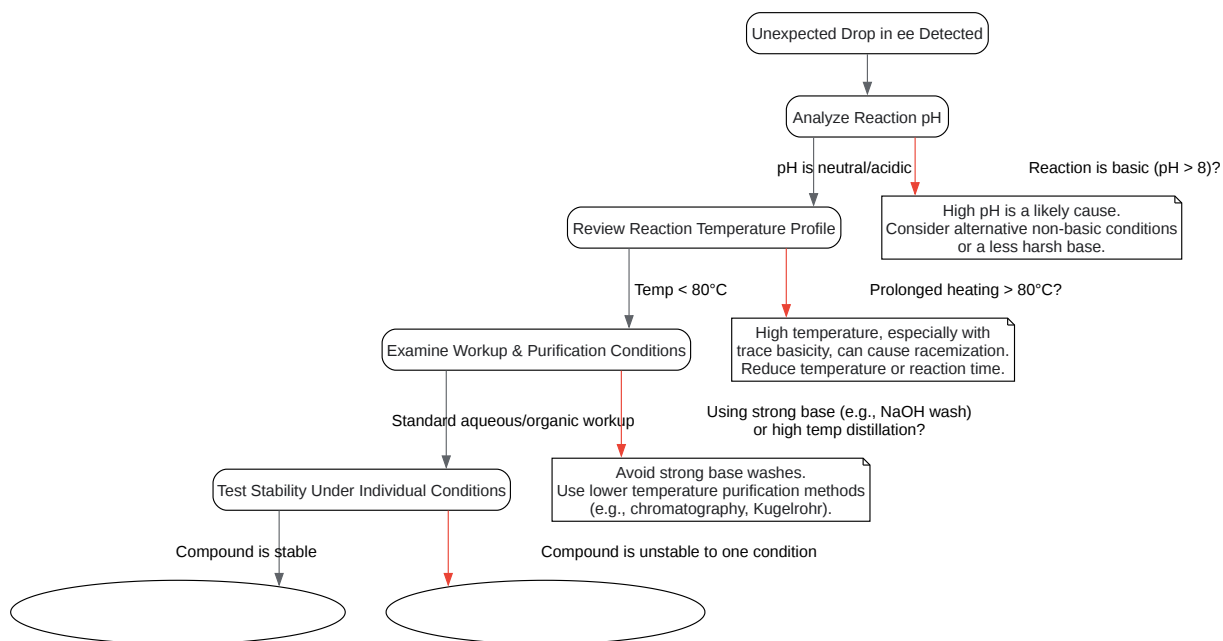 Unexpected Drop in ee Detected
Analyze Reaction pH
pH is neutral/acidic
Reaction is basic (pH > 8)?
Review Reaction Temperature Profile
High pH is a likely cause.
Consider alternative non-basic conditions
or a less harsh base.
Temp < 80°C
Prolonged heating > 80°C?
Examine Workup & Purification Conditions
High temperature, especially with
trace basicity, can cause racemization.
Reduce temperature or reaction time.
Standard aqueous/organic workup
Using strong base (e.g., NaOH wash)
or high temp distillation?
Test Stability Under Individual Conditions
Avoid strong base washes.
Use lower temperature purification methods
(e.g., chromatography, Kugelrohr).
Compound is stable
Compound is unstable to one condition